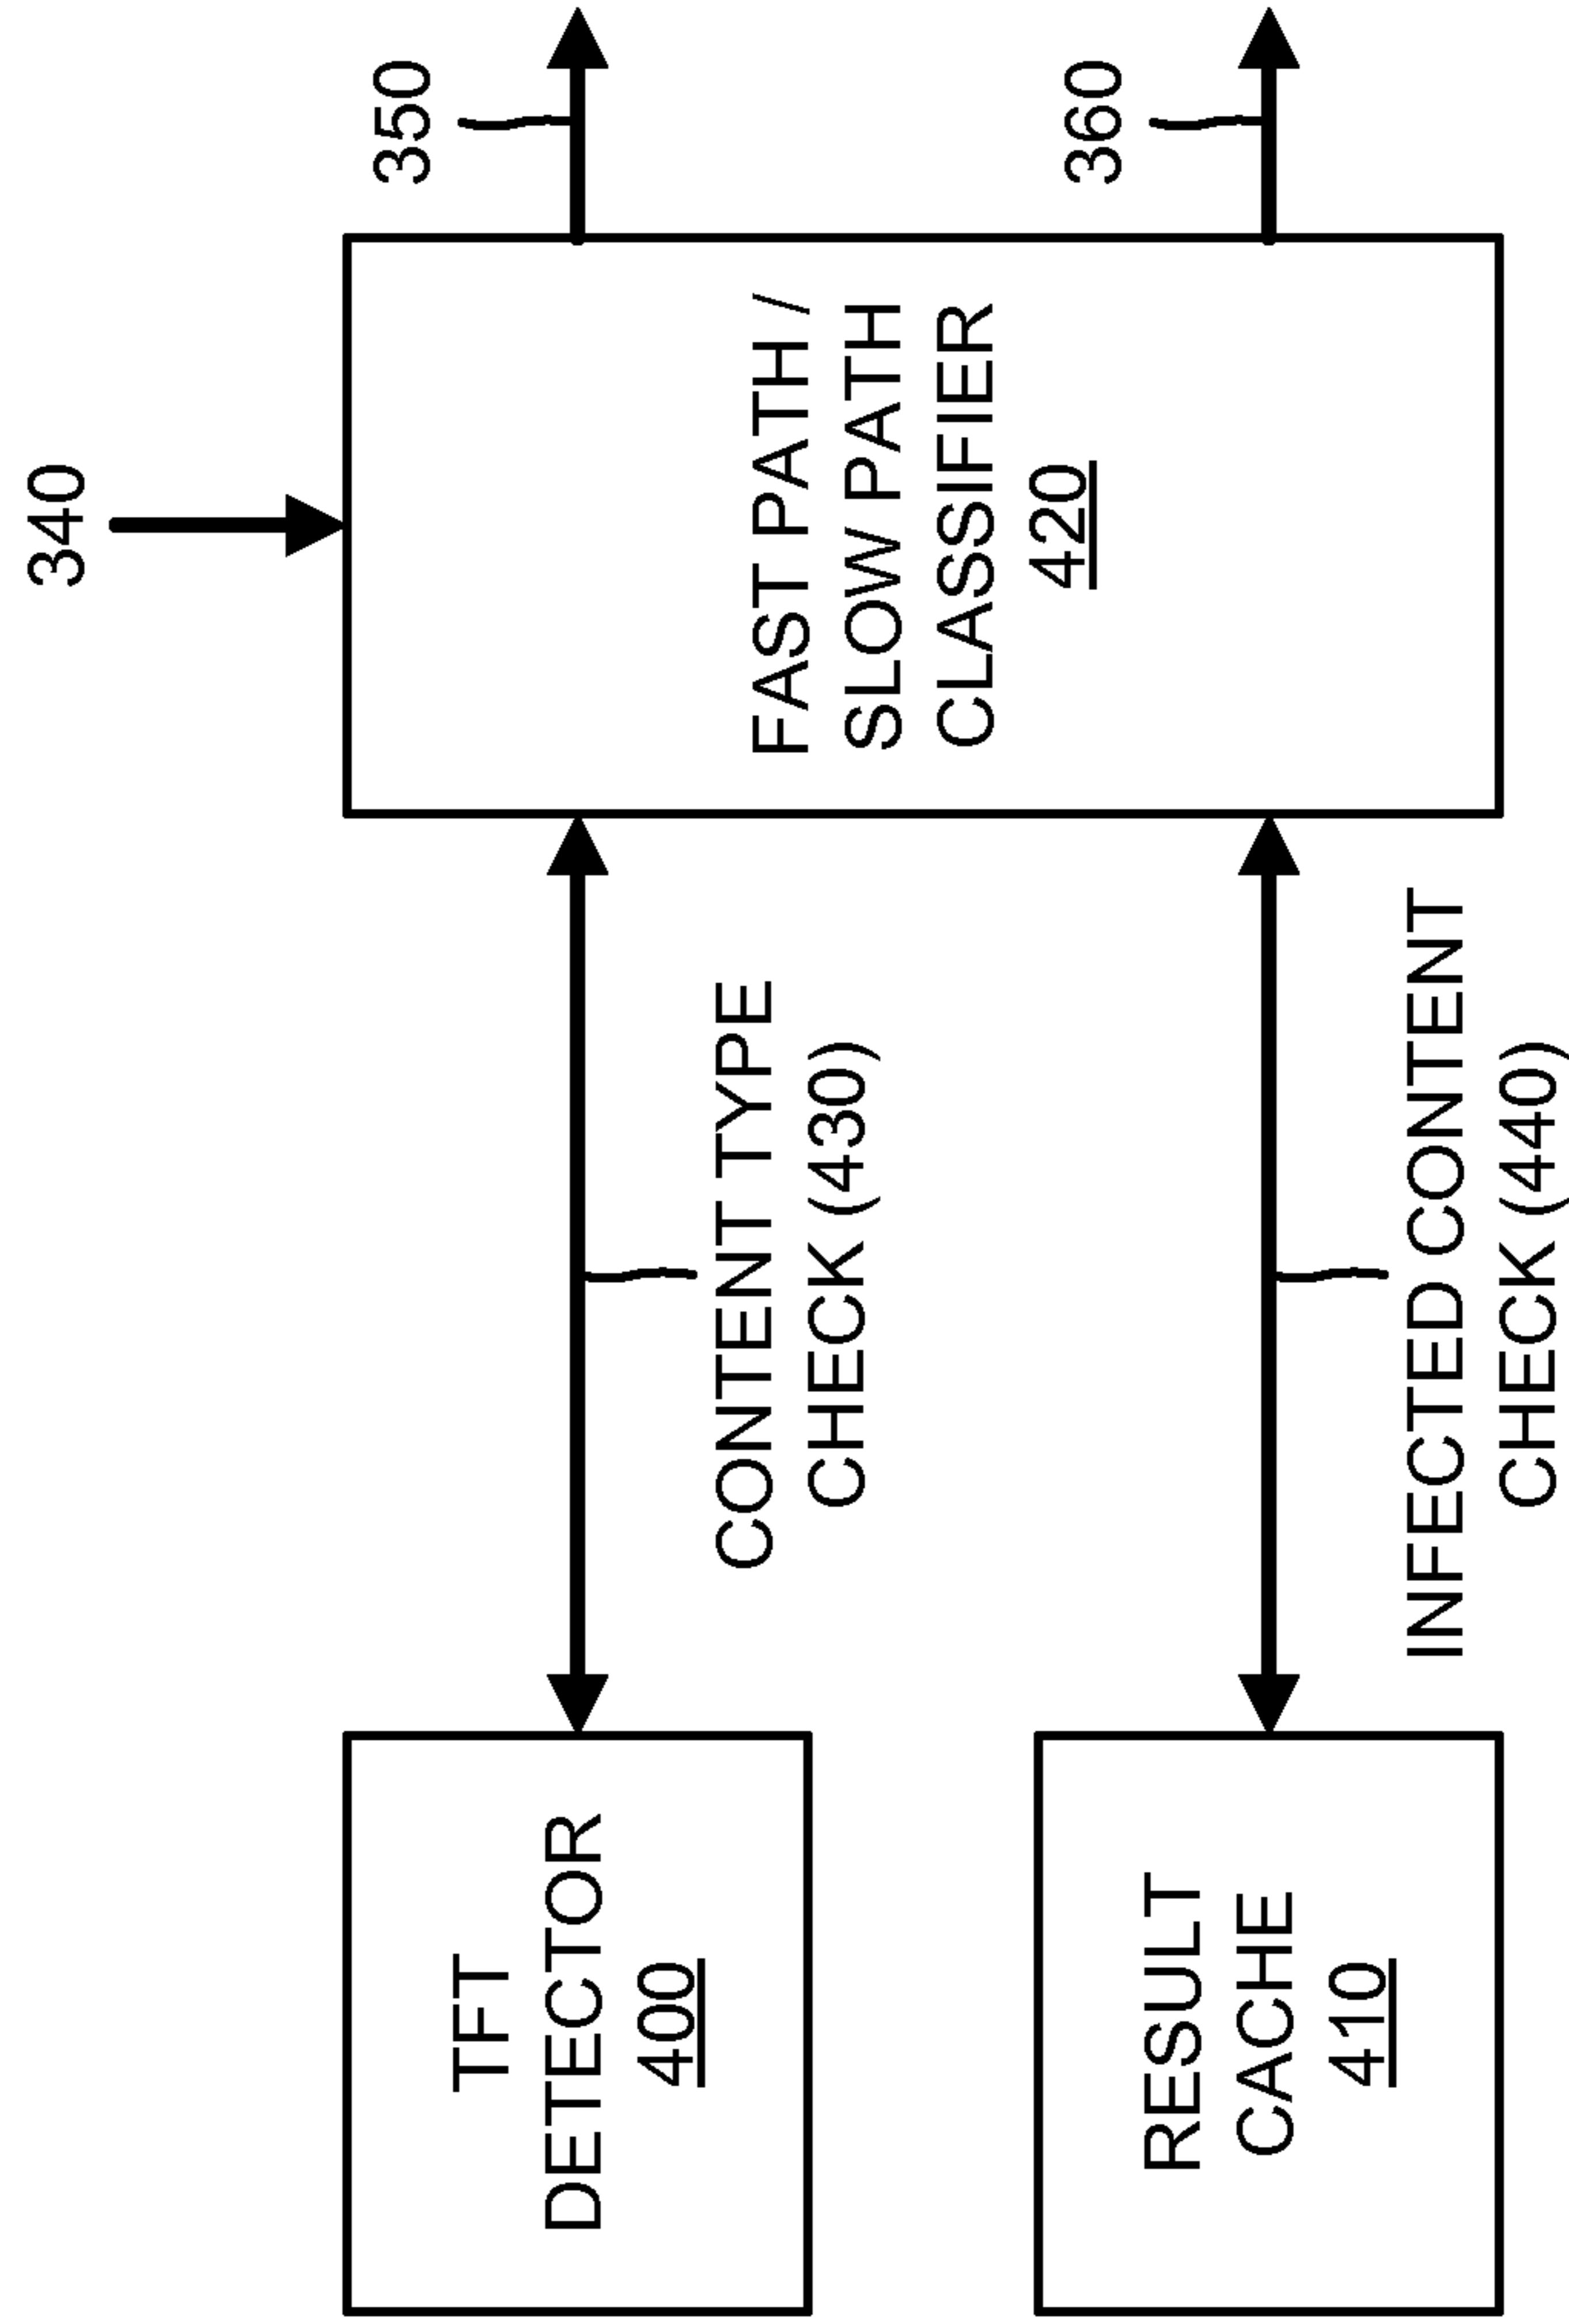 340
TFT
DETECTOR
400
CONTENT TYPE
CHECK (430)
FAST PATH /
SLOW PATH
CLASSIFIER
420
350
RESULT
CACHE
410
INFECTED CONTENT
CHECK (440)
360